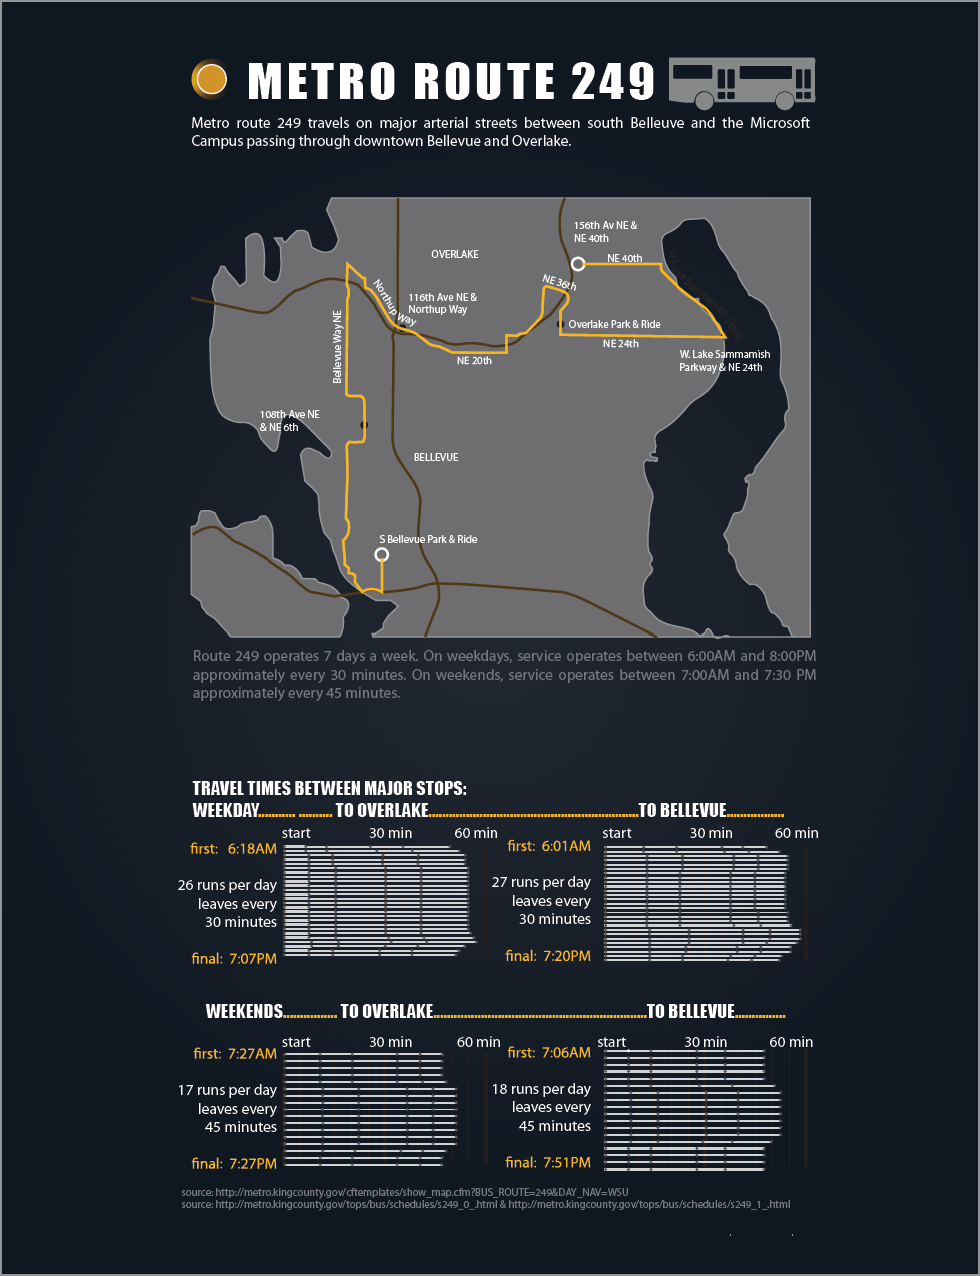 METRO ROUTE 249
Metro route 249 travels on major arterial streets between south Belleuve and the Microsoft
Campus passing through downtown Bellevue and Overlake.
156th Av NE &
NE 40th
OVERLAKE
NE 40th
NE 36th
Northup Way
116th Ave NE &
Northup Way
Bellevue Way NE
Overlake Park & Ride
NE 24th
NE 20th
W. Lake Sammamish
Parkway & NE 24th
108th Ave NE
& NE 6th
BELLEVUE
S Bellevue Park & Ride
Route 249 operates 7 days a week. On weekdays, service operates between 6:00AM and 8:00PM
approximately every 30 minutes. On weekends, service operates between 7:00AM and 7:30 PM
approximately every 45 minutes.
TRAVEL TIMES BETWEEN MAJOR STOPS:
WEEKDAY.................... TO OVERLAKE............................................................TO BELLEVUE................
start 30 min 60 min start 30 min 60 min
first: 6:18AM first: 6:01AM
26 runs per day 27 runs per day
leaves every leaves every
30 minutes 30 minutes
final: 7:07PM final: 7:20PM
WEEKENDS............... TO OVERLAKE............................................................TO BELLEVUE..............
start 30 min 60 min start 30 min 60 min
first: 7:27AM first: 7:06AM
17 runs per day 18 runs per day
leaves every leaves every
45 minutes 45 minutes
final: 7:27PM final: 7:51PM
source: http://metro.kingcounty.gov/cftemplates/show_map.cfm?BUS_ROUTE=249&DAY_NAV=WSU
source: http://metro.kingcounty.gov/tops/bus/schedules/s249_0_.html & http://metro.kingcounty.gov/tops/bus/schedules/s249_1_.html